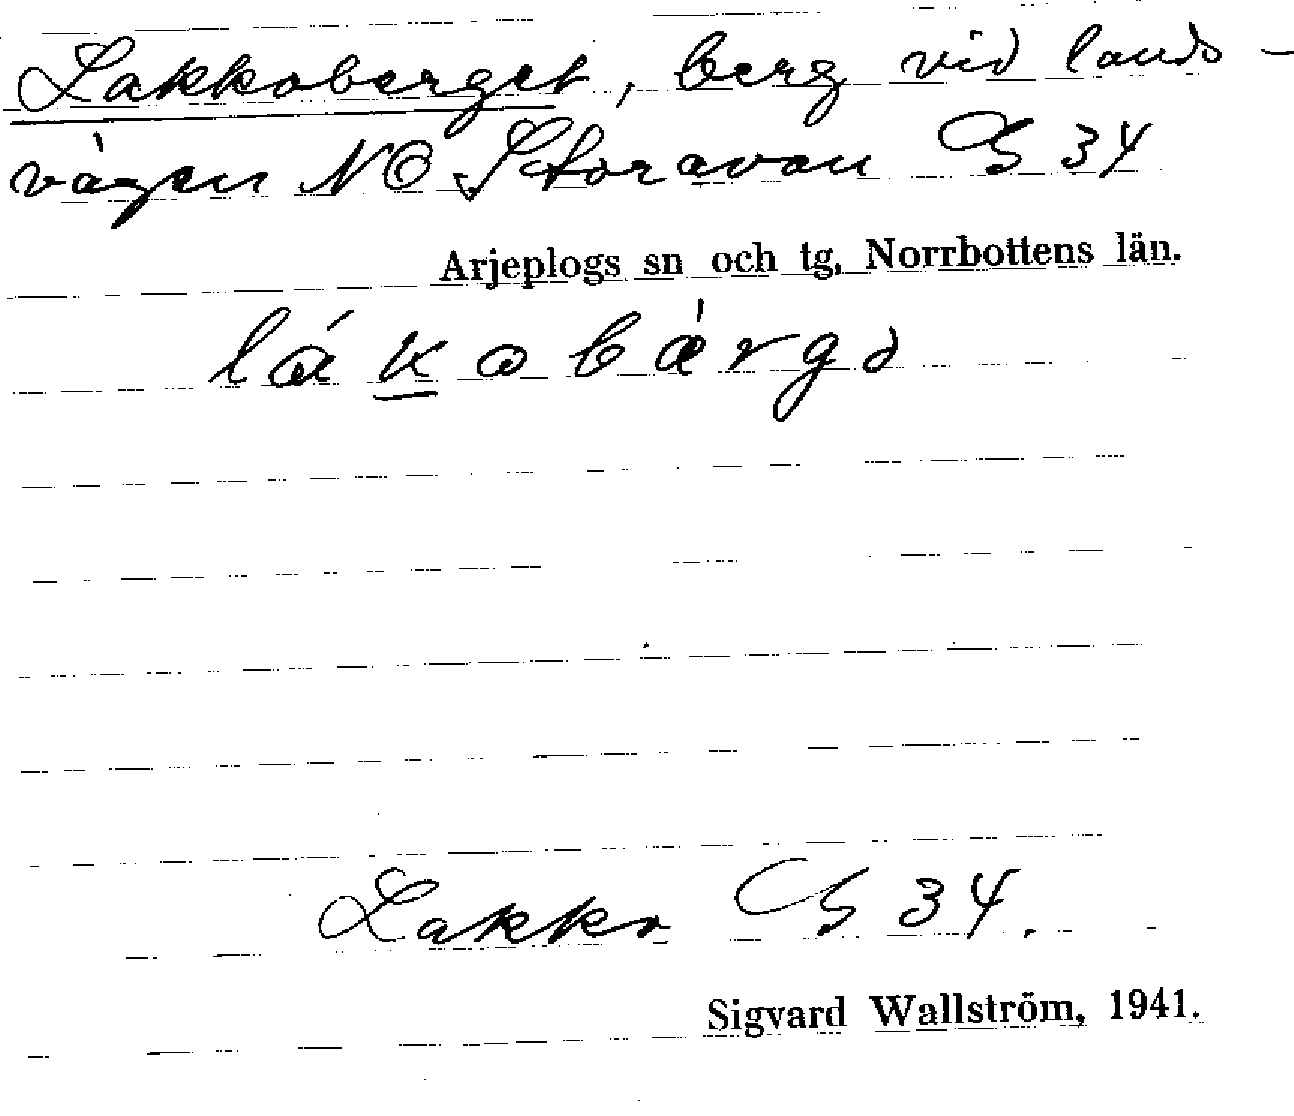 Lakkoberget, berg vid lands-
vägen NO Storavan G 34
Arjeplogs sn och tg, Norrbottens län.
lákobárgə
Lakko G 34.
Sigvard Wallström, 1941.